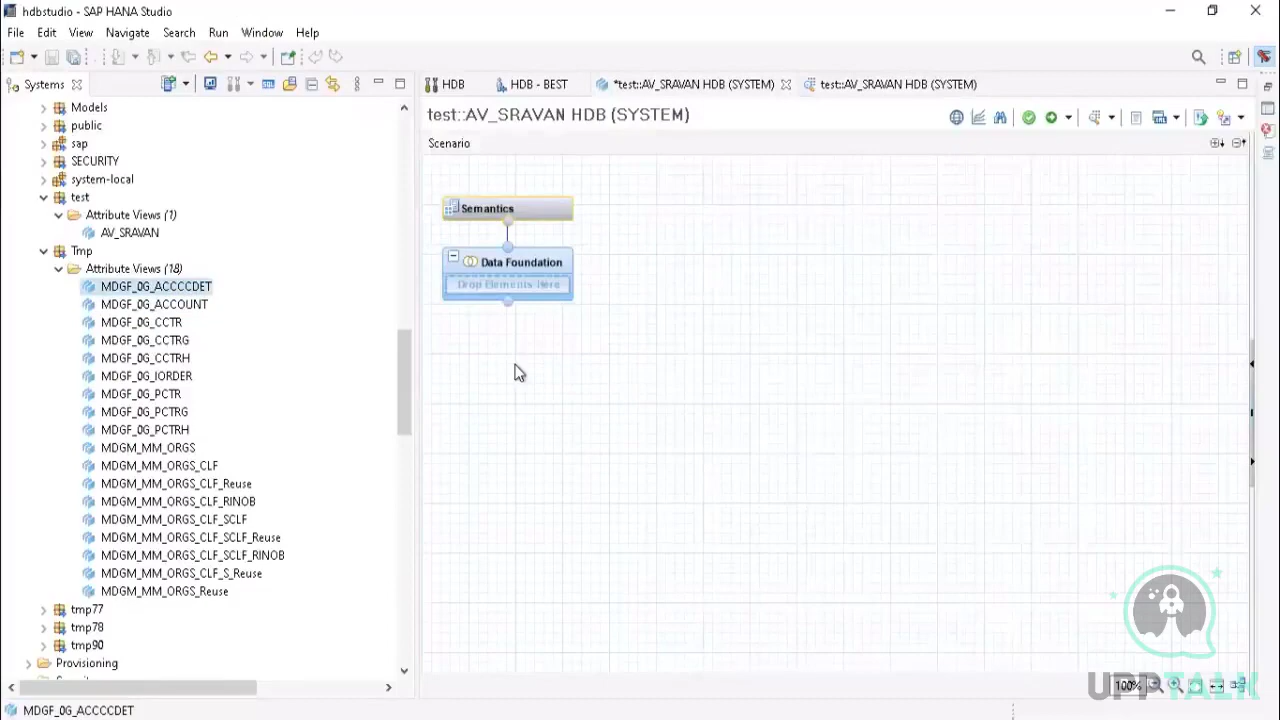 hdbstudio - SAP HANA Studio
File Edit View Navigate Search Run Window Help
Systems
HDB
HDB - BEST
*test::AV_SRAVAN HDB (SYSTEM)
test::AV_SRAVAN HDB (SYSTEM)
test::AV_SRAVAN HDB (SYSTEM)
Scenario
Semantics
Data Foundation
Drop Elements Here
Models
public
sap
SECURITY
system-local
test
Attribute Views (1)
AV_SRAVAN
Tmp
Attribute Views (18)
MDGF_0G_ACCCCDET
MDGF_0G_ACCOUNT
MDGF_0G_CCTR
MDGF_0G_CCTRG
MDGF_0G_CCTRH
MDGF_0G_IORDER
MDGF_0G_PCTR
MDGF_0G_PCTRG
MDGF_0G_PCTRH
MDGM_MM_ORGS
MDGM_MM_ORGS_CLF
MDGM_MM_ORGS_CLF_Reuse
MDGM_MM_ORGS_CLF_RINOB
MDGM_MM_ORGS_CLF_SCLF
MDGM_MM_ORGS_CLF_SCLF_Reuse
MDGM_MM_ORGS_CLF_SCLF_RINOB
MDGM_MM_ORGS_CLF_S_Reuse
MDGM_MM_ORGS_Reuse
tmp77
tmp78
tmp90
Provisioning
100%
UPPTALK
MDGF_0G_ACCCCDET